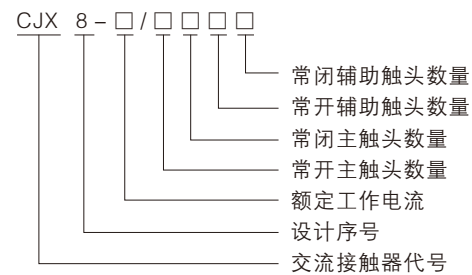 CJX 8-□/□□□□
常闭辅助触头数量
常开辅助触头数量
常闭主触头数量
常开主触头数量
额定工作电流
设计序号
交流接触器代号